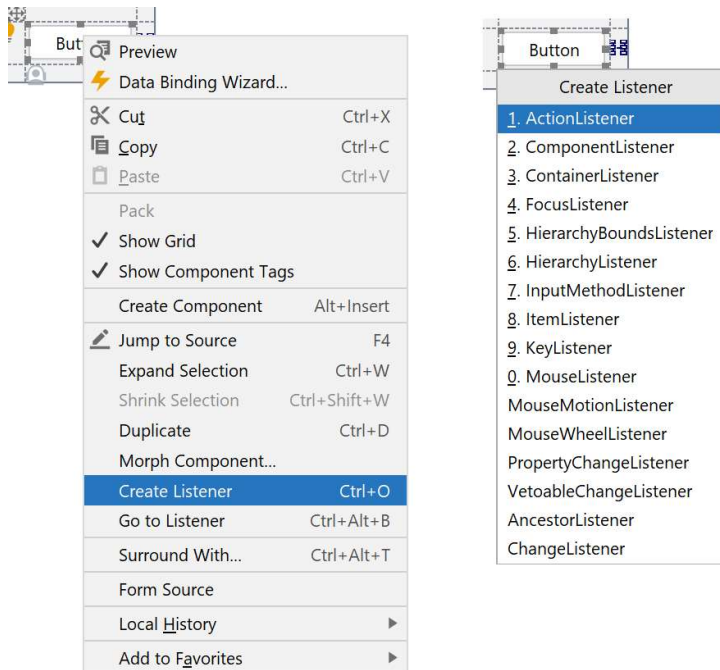 But
Preview
Data Binding Wizard...
Cut Ctrl+X
Copy Ctrl+C
Paste Ctrl+V
Pack
Show Grid
Show Component Tags
Create Component Alt+Insert
Jump to Source F4
Expand Selection Ctrl+W
Shrink Selection Ctrl+Shift+W
Duplicate Ctrl+D
Morph Component...
Create Listener Ctrl+O
Go to Listener Ctrl+Alt+B
Surround With... Ctrl+Alt+T
Form Source
Local History
Add to Favorites
Button
Create Listener
1. ActionListener
2. ComponentListener
3. ContainerListener
4. FocusListener
5. HierarchyBoundsListener
6. HierarchyListener
7. InputMethodListener
8. ItemListener
9. KeyListener
0. MouseListener
MouseMotionListener
MouseWheelListener
PropertyChangeListener
VetoableChangeListener
AncestorListener
ChangeListener